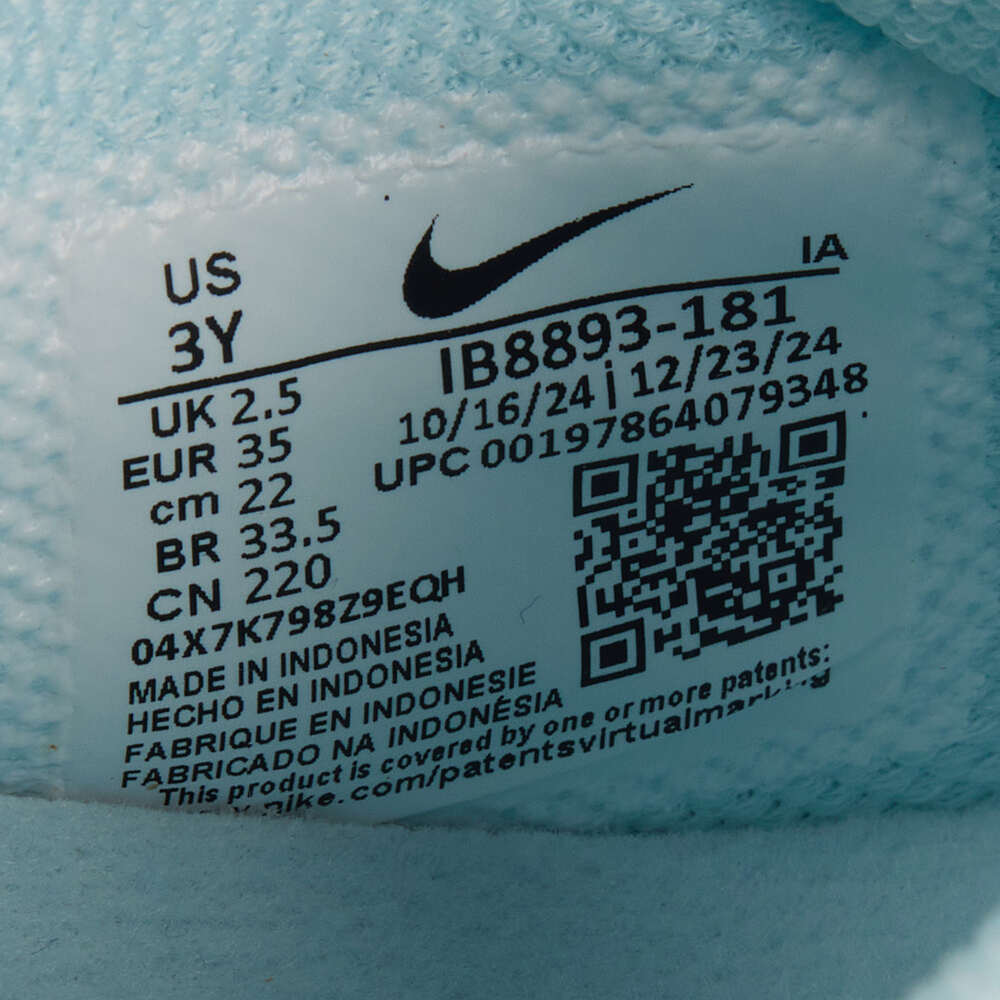 US
3Y
IA
IB8893-181
10/16/24 | 12/23/24
UPC 00197864079348
UK 2.5
EUR 35
cm 22
BR 33.5
CN 220
04X7K798Z9EQH
MADE IN INDONESIA
HECHO EN INDONESIA
FABRIQUE EN INDONESIE
FABRICADO NA INDONÉSIA
This product is covered by one or more patents:
nike.com/patentsvirtualmarking